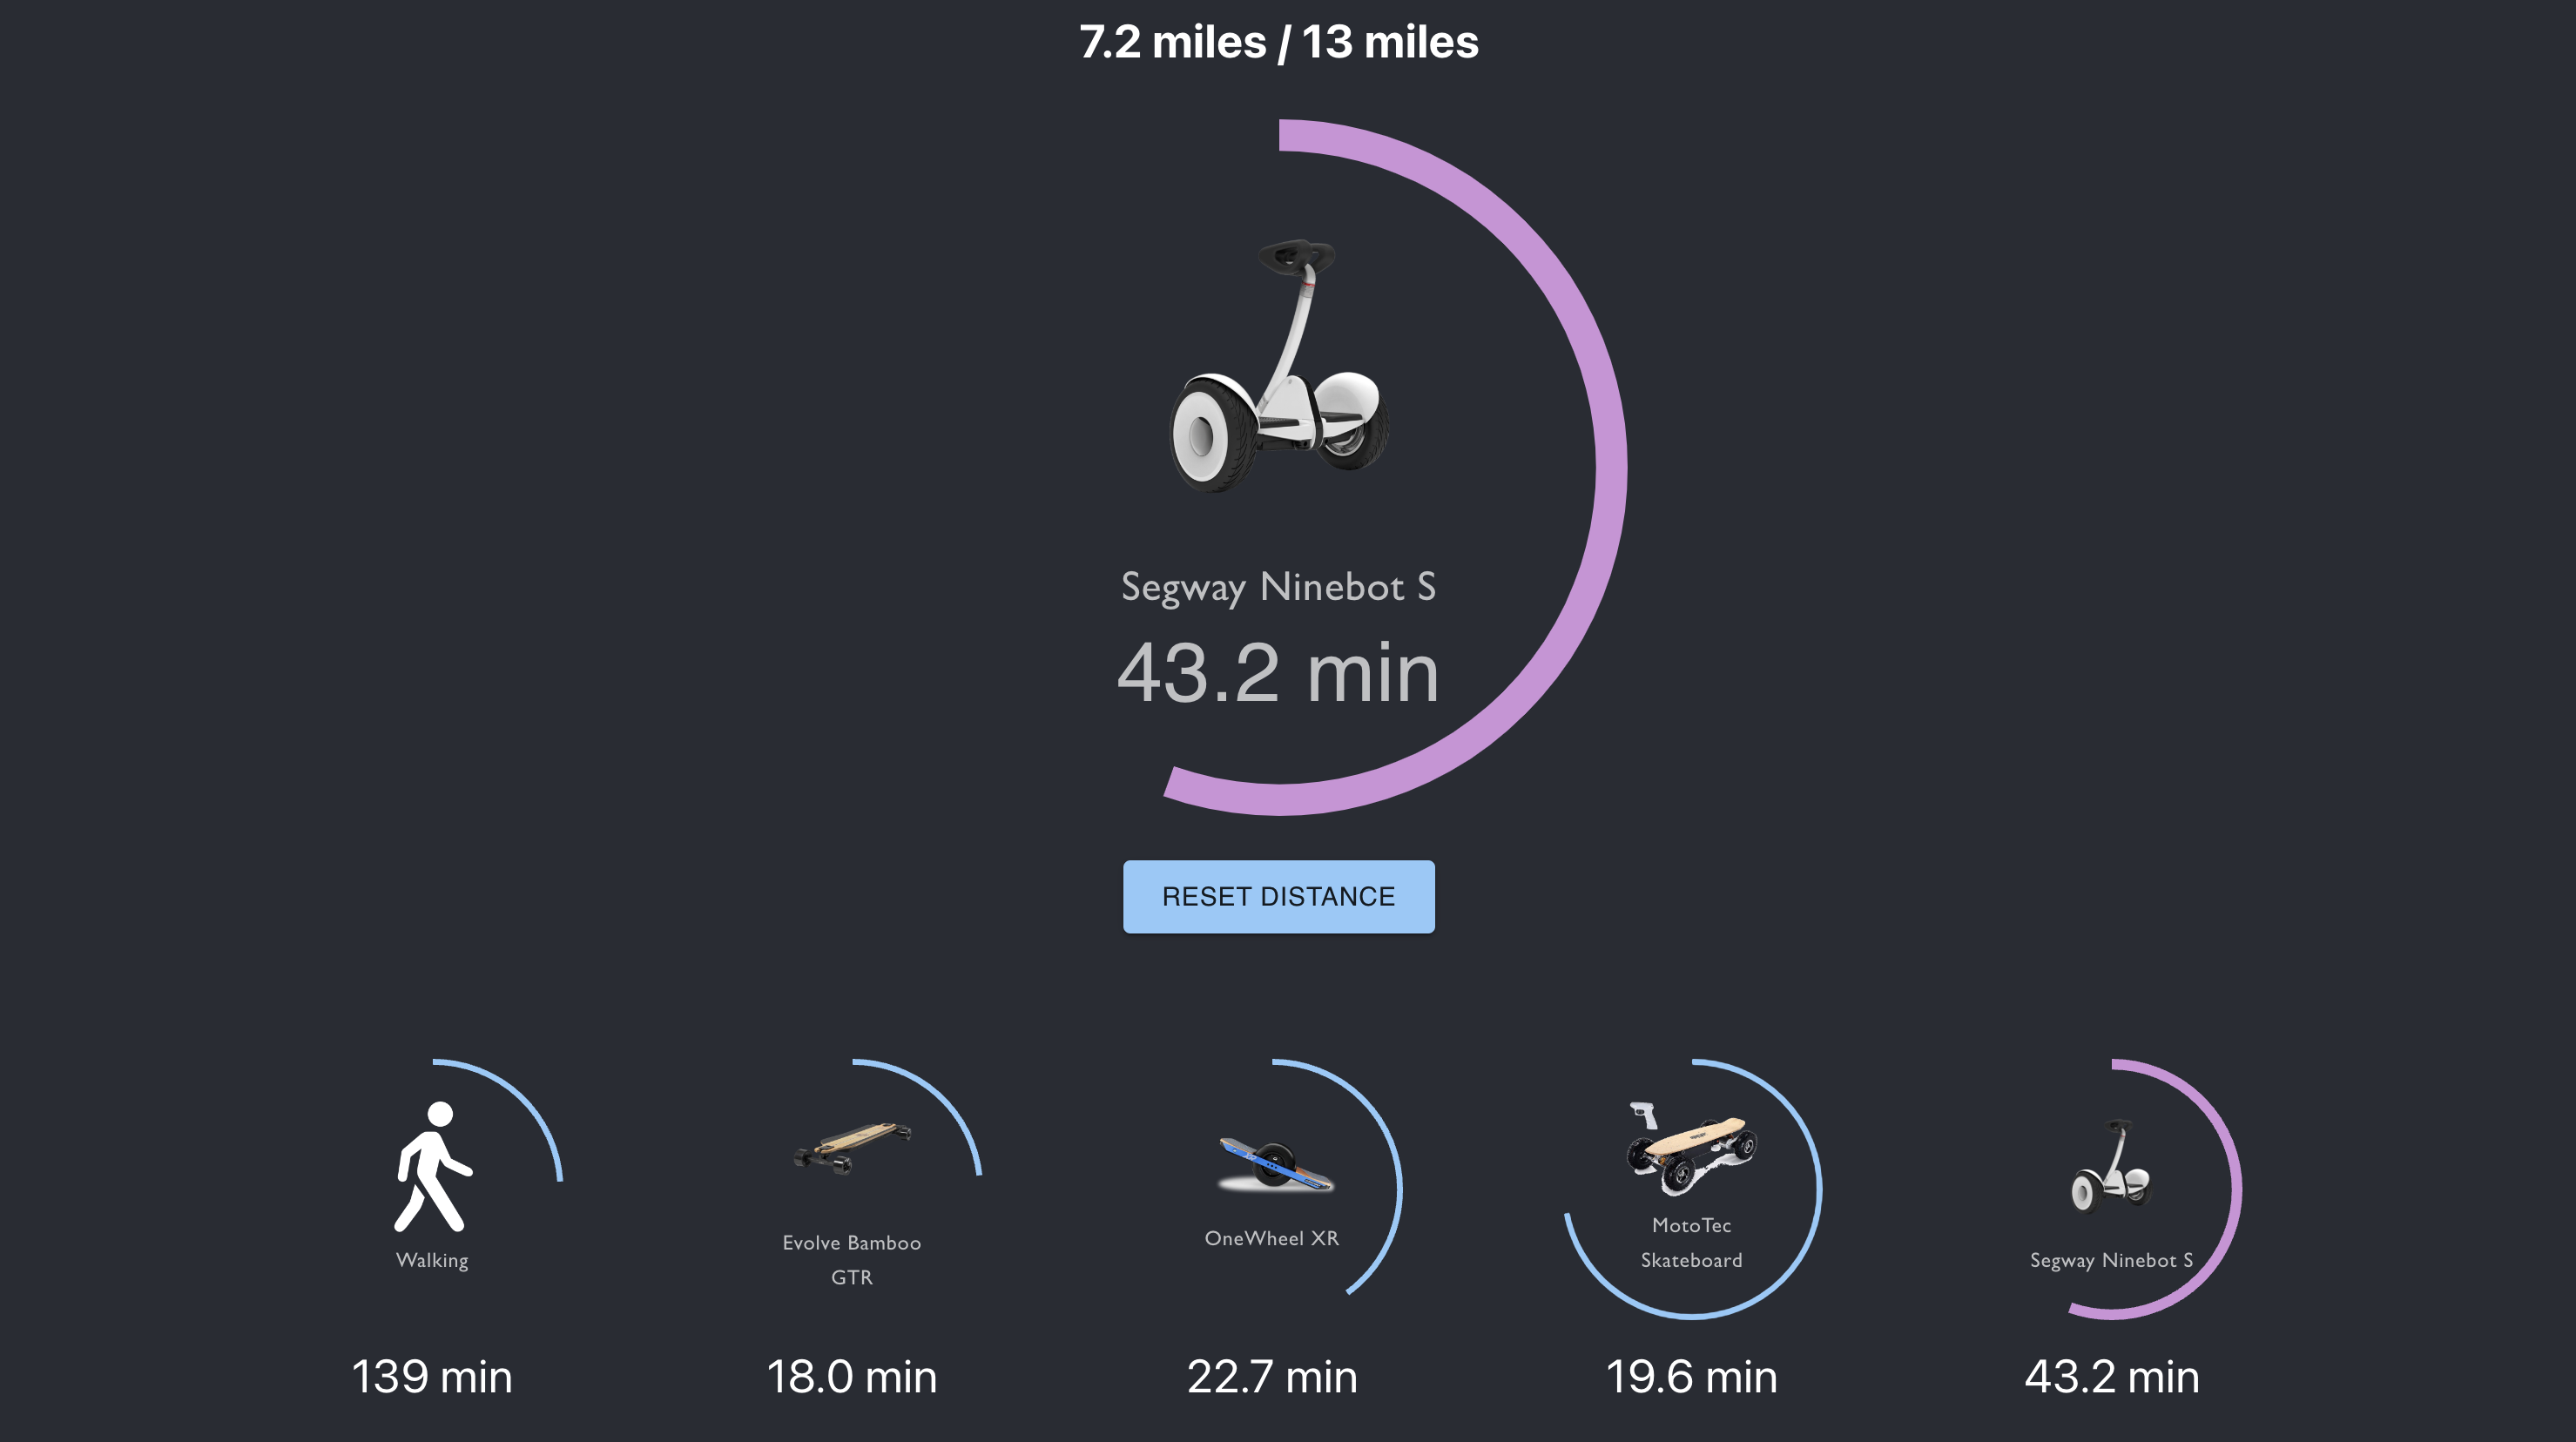 7.2 miles / 13 miles
Segway Ninebot S
43.2 min
RESET DISTANCE
Walking
139 min
Evolve Bamboo
GTR
18.0 min
OneWheel XR
22.7 min
MotoTec
Skateboard
19.6 min
Segway Ninebot S
43.2 min